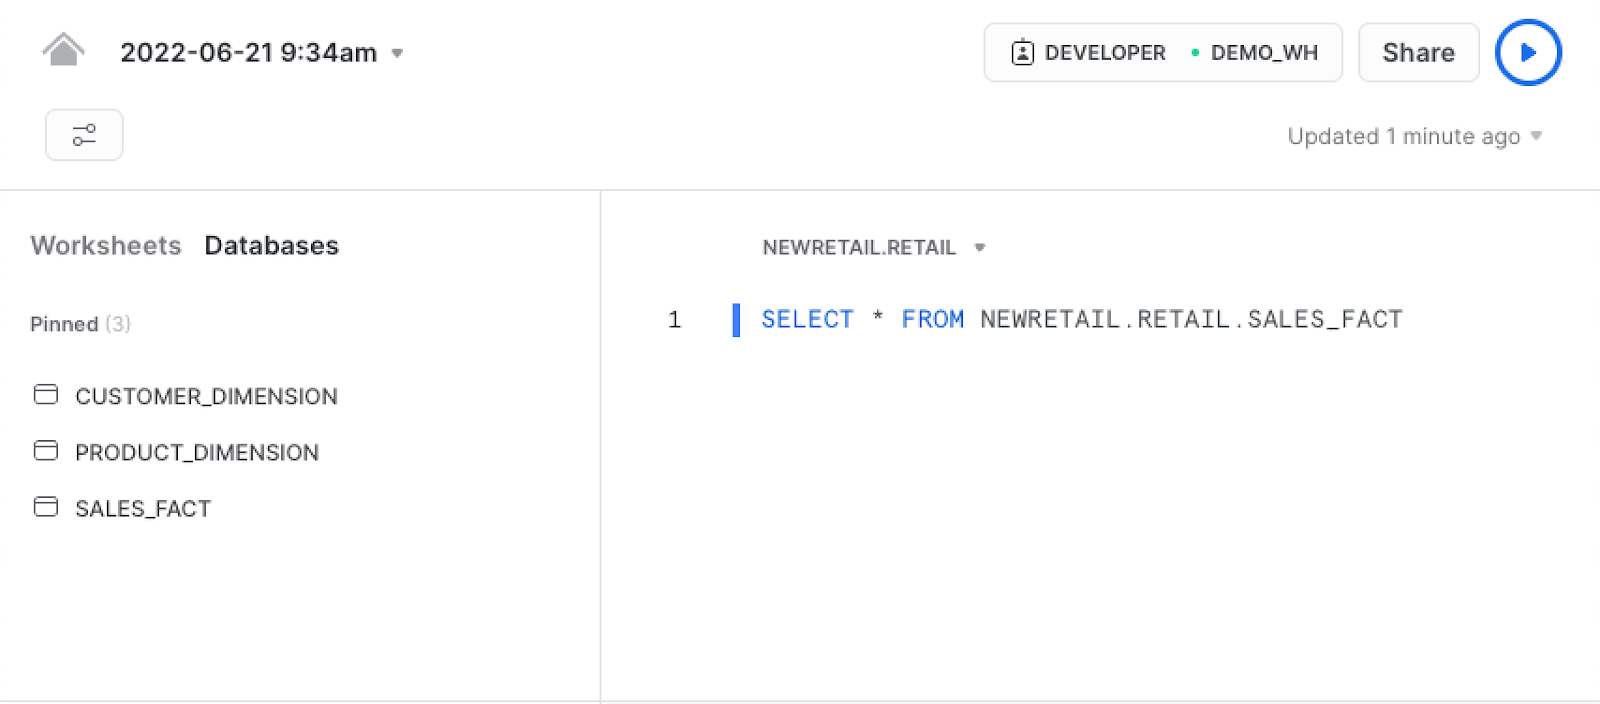 2022-06-21 9:34am
DEVELOPER DEMO_WH
Share
Updated 1 minute ago
Worksheets Databases
Pinned (3)
CUSTOMER_DIMENSION
PRODUCT_DIMENSION
SALES_FACT
NEWRETAIL.RETAIL
1 SELECT * FROM NEWRETAIL.RETAIL.SALES_FACT